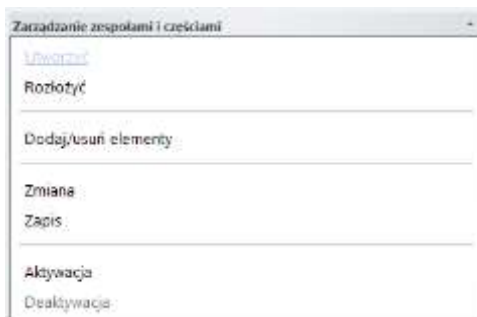 Zarządzanie zespołami i częściami
Utworzyć
Rozłożyć
Dodaj/usuń elementy
Zmiana
Zapis
Aktywacja
Deaktywacja